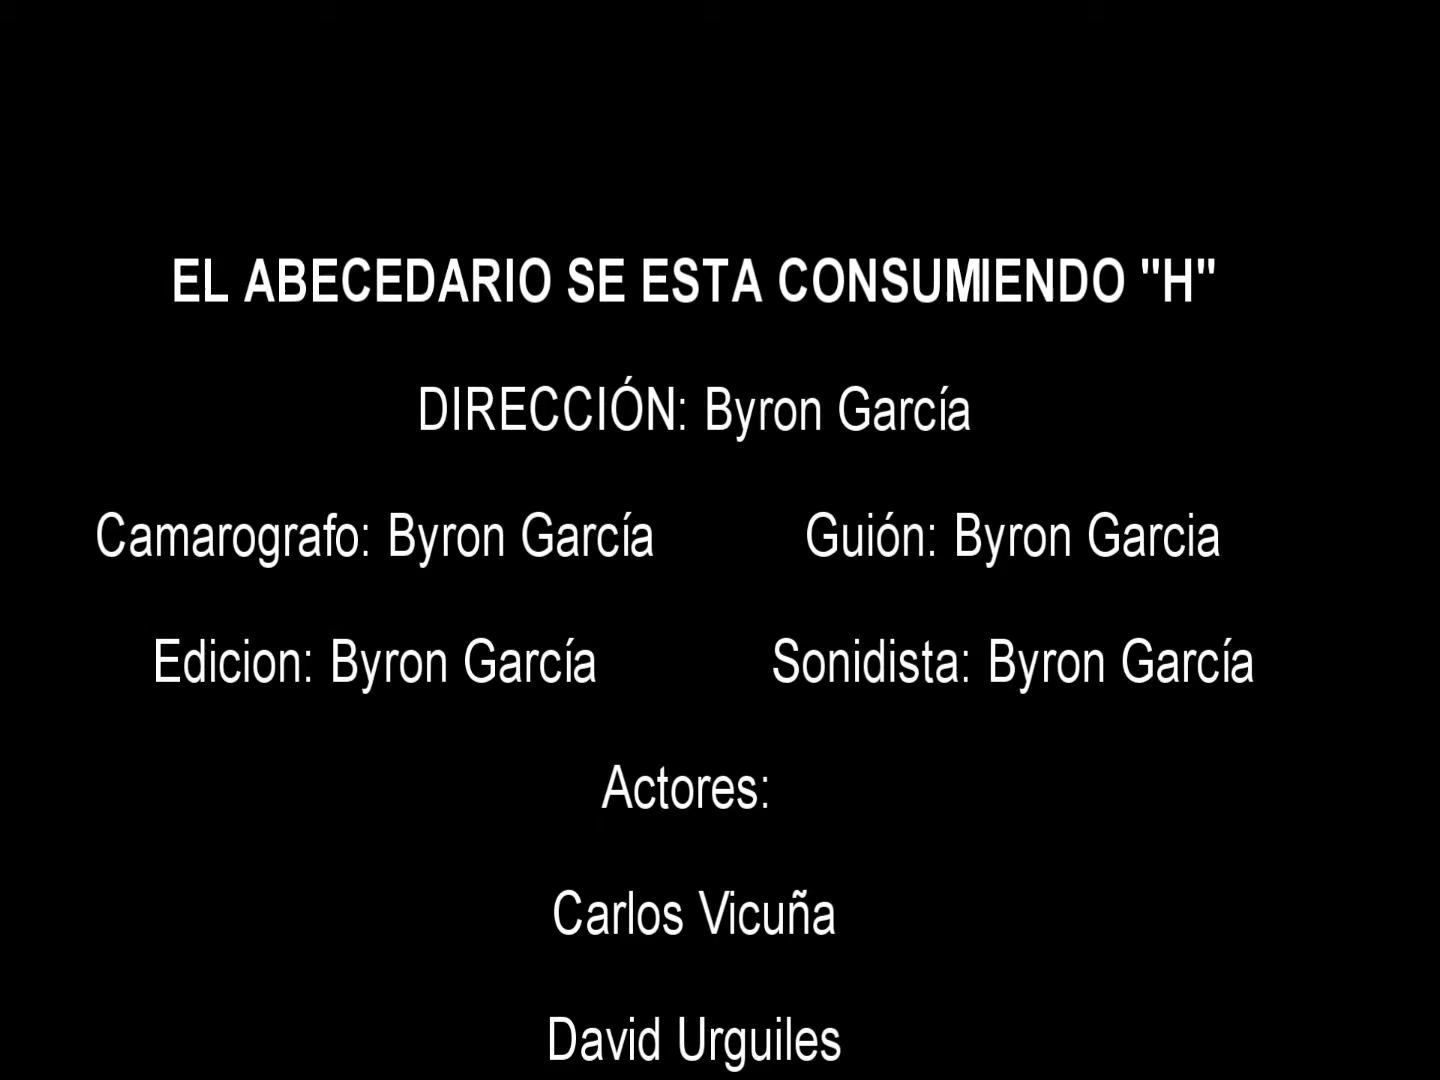 EL ABECEDARIO SE ESTA CONSUMIENDO "H"
DIRECCIÓN: Byron García
Camarografo: Byron García Guión: Byron Garcia
Edicion: Byron García Sonidista: Byron García
Actores:
Carlos Vicuña
David Urguiles